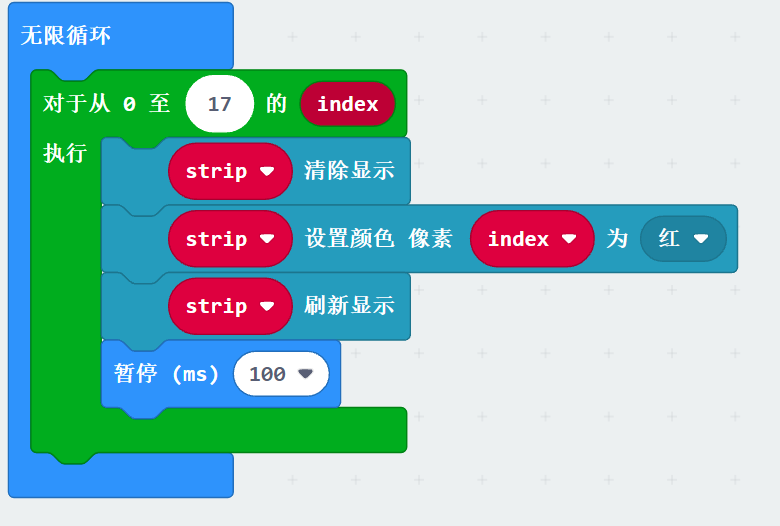 无限循环
对于从 0 至 17 的 index
执行
strip 清除显示
strip 设置颜色 像素 index 为 红
strip 刷新显示
暂停 (ms) 100